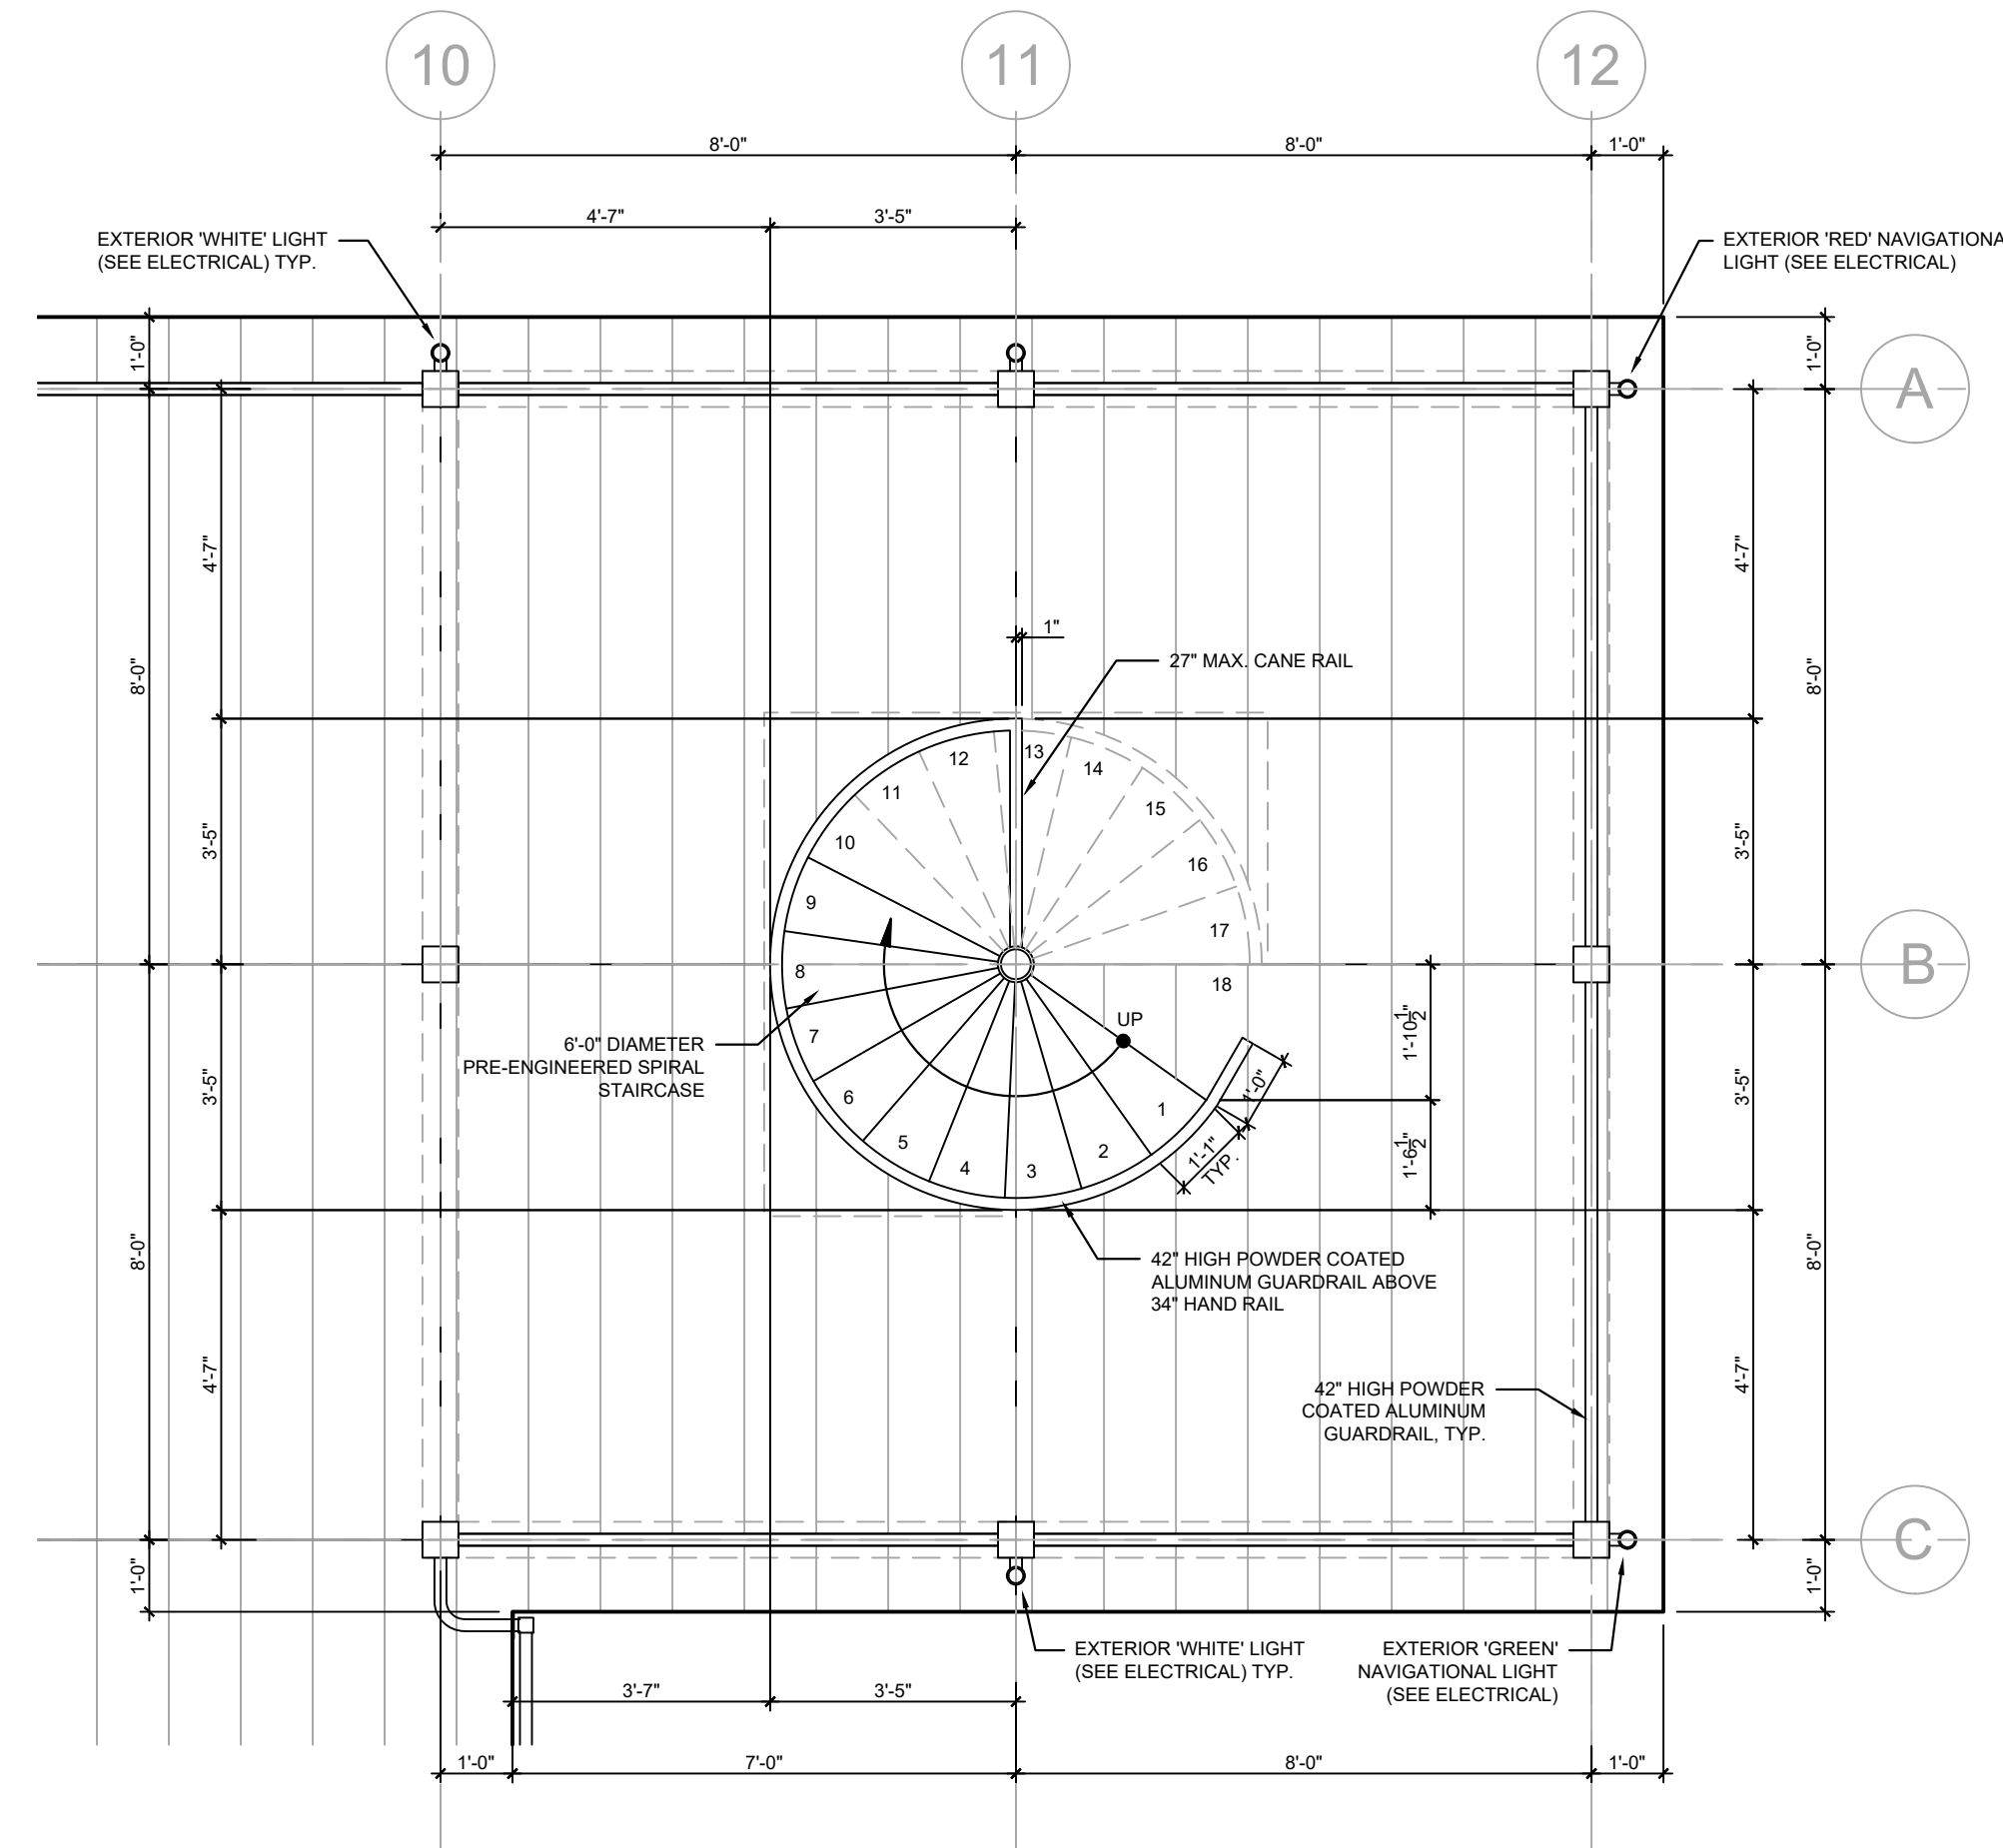 10
11
12
8'-0"
8'-0"
1'-0"
4'-7"
3'-5"
EXTERIOR 'WHITE' LIGHT
(SEE ELECTRICAL) TYP.
EXTERIOR 'RED' NAVIGATIONA
LIGHT (SEE ELECTRICAL)
1'-0"
1'-0"
A
4'-7"
4'-7"
8'-0"
8'-0"
1"
27" MAX. CANE RAIL
12
13
14
11
15
10
16
3'-5"
3'-5"
9
17
8
18
B
UP
1'-10 1/2"
7
6'-0" DIAMETER
PRE-ENGINEERED SPIRAL
STAIRCASE
3'-5"
3'-5"
6
1
1'-0"
5
2
4
3
1'-1"
TYP.
1'-6 1/2"
8'-0"
8'-0"
42" HIGH POWDER COATED
ALUMINUM GUARDRAIL ABOVE
34" HAND RAIL
4'-7"
4'-7"
42" HIGH POWDER
COATED ALUMINUM
GUARDRAIL, TYP.
C
1'-0"
1'-0"
EXTERIOR 'WHITE' LIGHT
(SEE ELECTRICAL) TYP.
EXTERIOR 'GREEN'
NAVIGATIONAL LIGHT
(SEE ELECTRICAL)
3'-7"
3'-5"
1'-0"
7'-0"
8'-0"
1'-0"